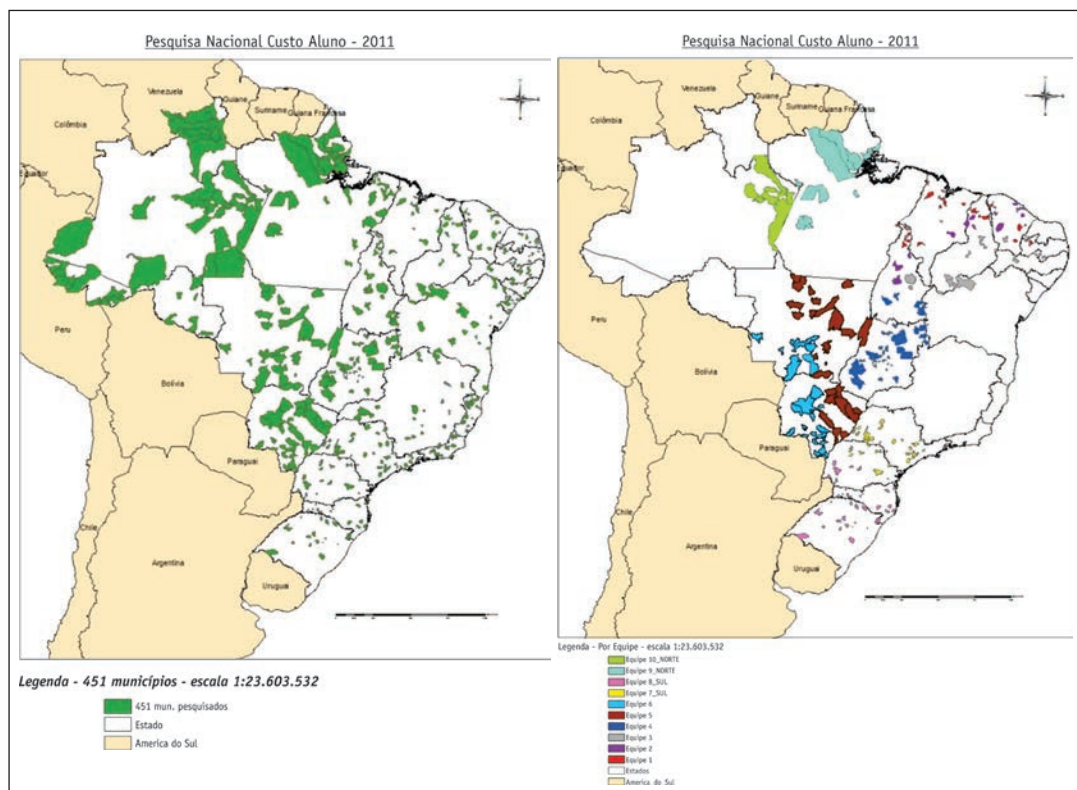 Pesquisa Nacional Custo Aluno - 2011
Venezuela
Guiane
Suriname
Guiana Francesa
Colômbia
Equador
Peru
Bolívia
Paraguai
Chile
Argentina
Uruguai
Legenda - 451 municípios - escala 1:23.603.532
451 mun. pesquisados
Estado
America do Sul
Pesquisa Nacional Custo Aluno - 2011
Venezuela
Guiane
Suriname
Guiana Francesa
Colômbia
Equador
Peru
Bolívia
Paraguai
Chile
Argentina
Uruguai
Legenda - Por Equipe - escala 1:23.603.532
Equipe 10_NORTE
Equipe 9_NORTE
Equipe 8_SUL
Equipe 7_SUL
Equipe 6
Equipe 5
Equipe 4
Equipe 3
Equipe 2
Equipe 1
Estados
America do Sul